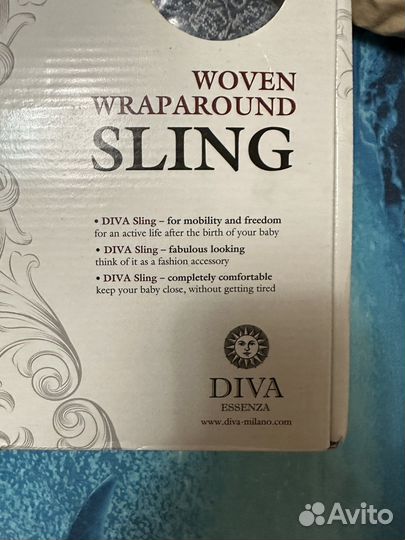 WOVEN
WRAPAROUND
SLING
• DIVA Sling – for mobility and freedom
for an active life after the birth of your baby
• DIVA Sling – fabulous looking
think of it as a fashion accessory
• DIVA Sling – completely comfortable
keep your baby close, without getting tired
DIVA
ESSENZA
www.diva-milano.com
Avito